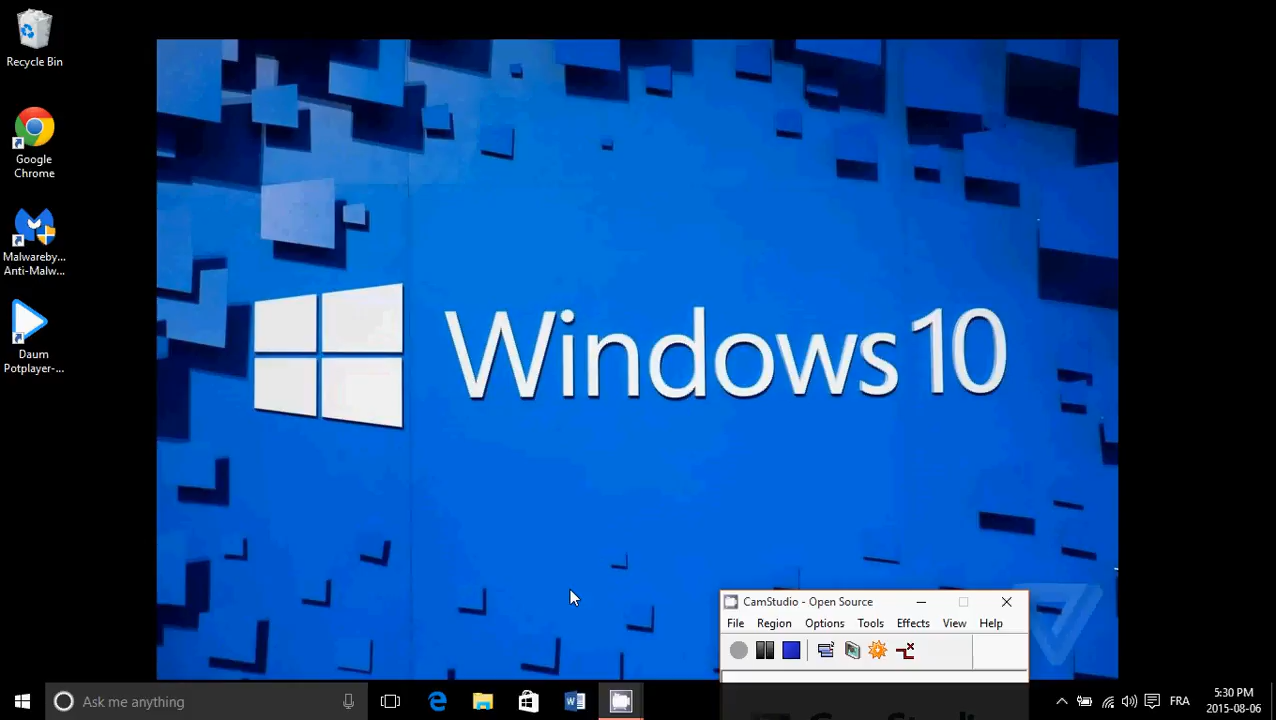 Recycle Bin
Google
Chrome
Malwareby...
Anti-Malw...
Daum
Potplayer-...
Windows 10
CamStudio - Open Source
File Region Options Tools Effects View Help
Ask me anything
FRA
5:30 PM
2015-08-06